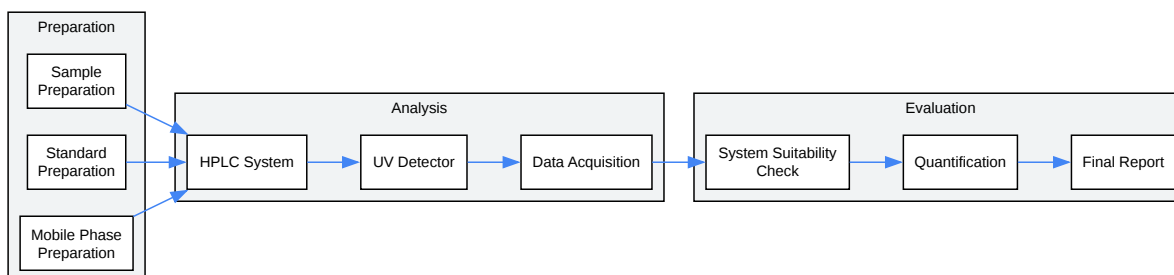 Preparation
Sample
Preparation
Standard
Preparation
Mobile Phase
Preparation
Analysis
HPLC System
UV Detector
Data Acquisition
Evaluation
System Suitability
Check
Quantification
Final Report